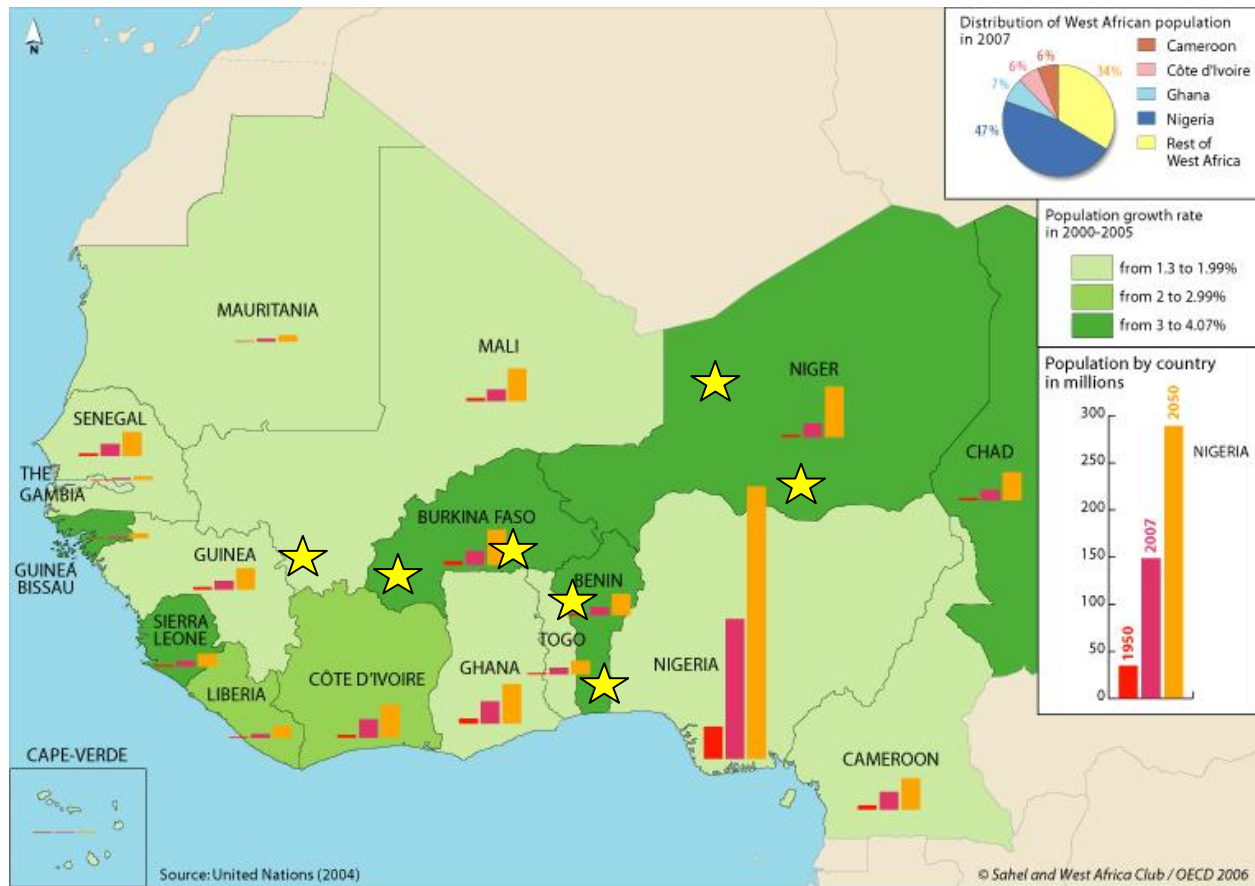 N
Distribution of West African population
in 2007
6%
6%
7%
47%
34%
Cameroon
Côte d'Ivoire
Ghana
Nigeria
Rest of
West Africa
Population growth rate
in 2000-2005
from 1.3 to 1.99%
from 2 to 2.99%
from 3 to 4.07%
Population by country
in millions
300
250
200
150
100
50
0
1950
2007
2050
NIGERIA
MAURITANIA
MALI
NIGER
CHAD
SENEGAL
THE
GAMBIA
GUINEA
BISSAU
GUINEA
BURKINA FASO
BENIN
SIERRA
LEONE
LIBERIA
CÔTE D'IVOIRE
GHANA
TOGO
NIGERIA
CAMEROON
CAPE-VERDE
Source: United Nations (2004)
© Sahel and West Africa Club / OECD 2006